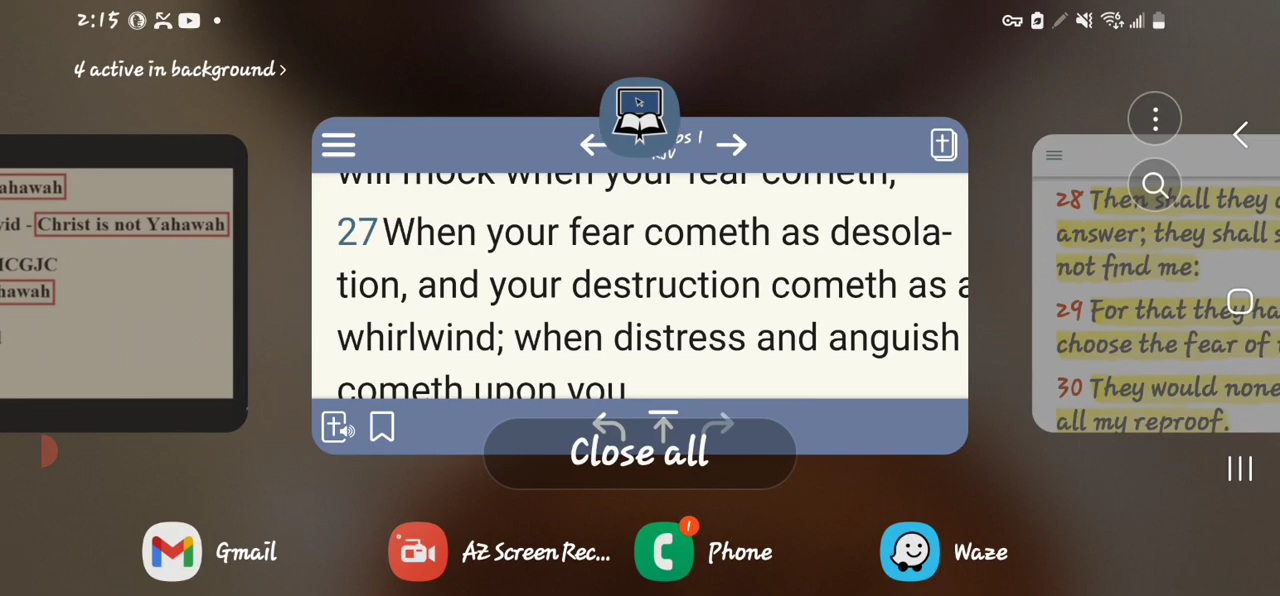 2:15
4 active in background >
ahawah
vid - Christ is not Yahawah
MCGJC
hawah
KJV
will mock when your fear cometh;
27 When your fear cometh as desola-
tion, and your destruction cometh as a
whirlwind; when distress and anguish
cometh upon you
28 Then shall they
answer; they shall s
not find me:
29 For that they ha
choose the fear of
30 They would none
all my reproof.
Close all
Gmail
AZ Screen Rec...
1
Phone
Waze